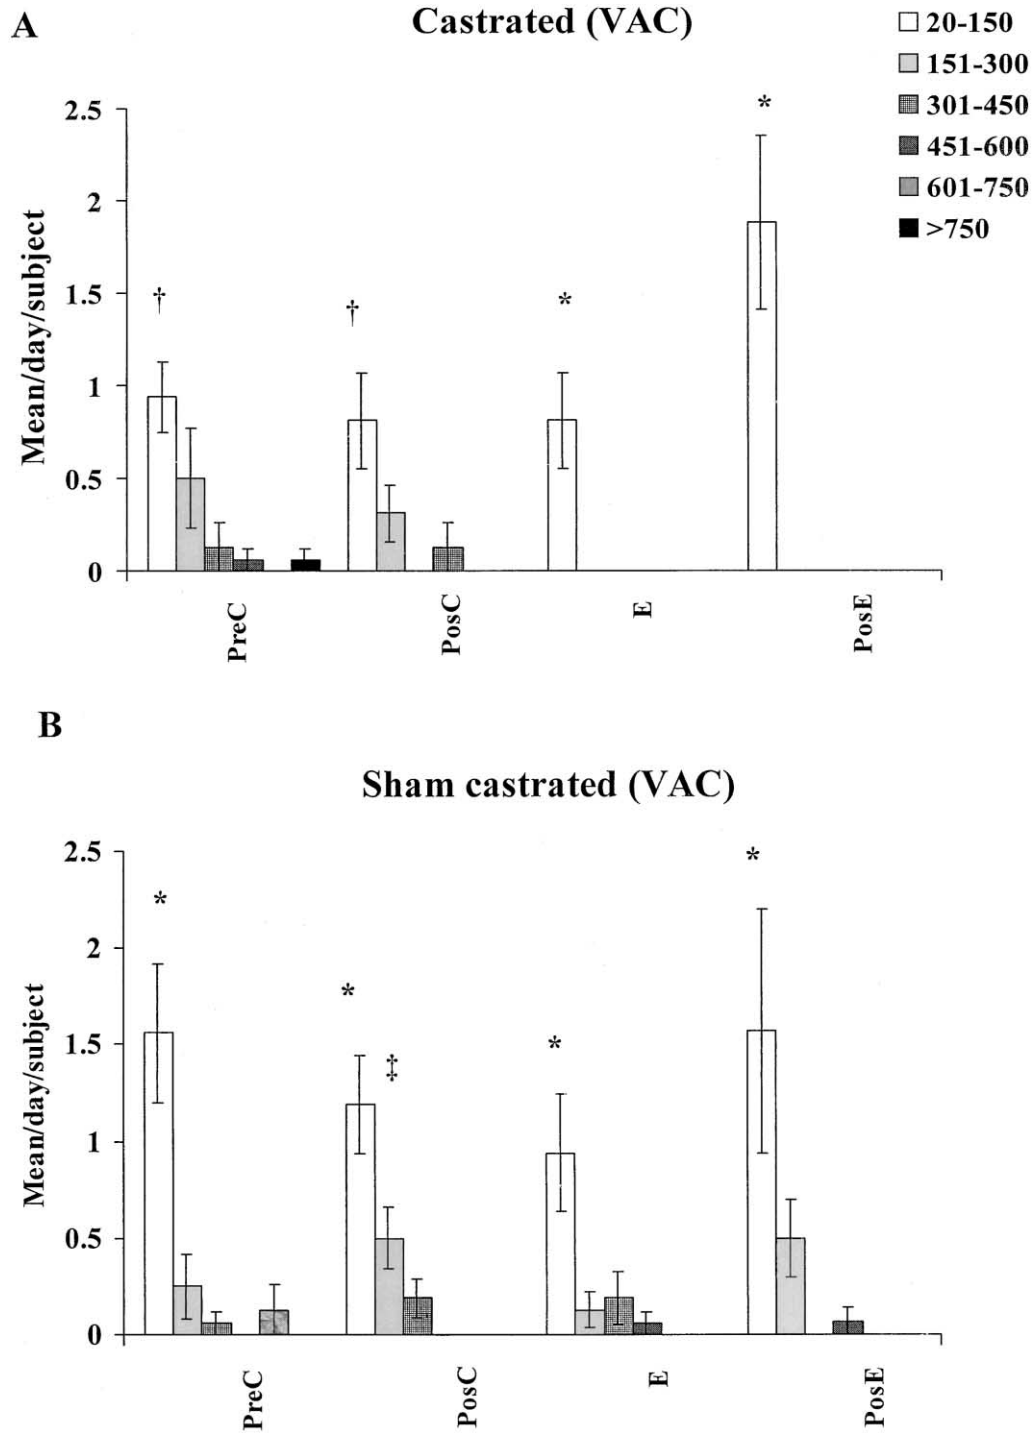 A
Castrated (VAC)
20-150
151-300
301-450
451-600
601-750
>750
Mean/day/subject
2.5
2
1.5
1
0.5
0
*
†
†
*
PreC
PosC
E
PosE
B
Sham castrated (VAC)
Mean/day/subject
2.5
2
1.5
1
0.5
0
*
*
*
*
‡
PreC
PosC
E
PosE